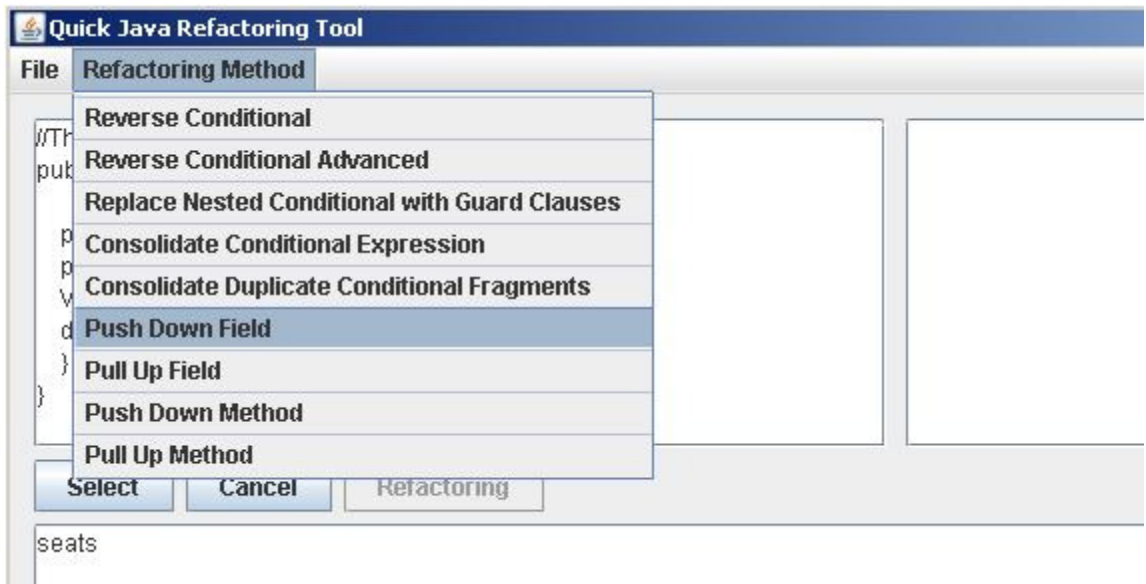 Quick Java Refactoring Tool
File Refactoring Method
Reverse Conditional
Reverse Conditional Advanced
Replace Nested Conditional with Guard Clauses
Consolidate Conditional Expression
Consolidate Duplicate Conditional Fragments
Push Down Field
Pull Up Field
Push Down Method
Pull Up Method
}
}
Select Cancel Refactoring
seats